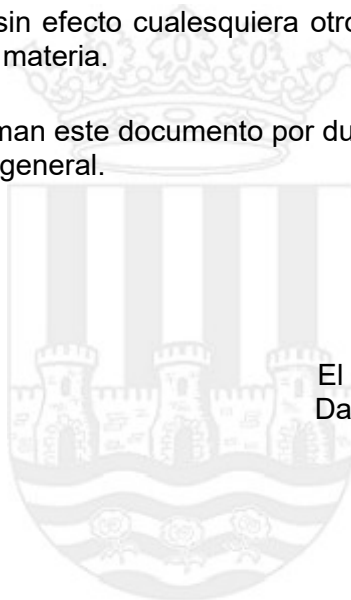 sin efecto cualesquiera otro
materia.
man este documento por du
general.
El
Da